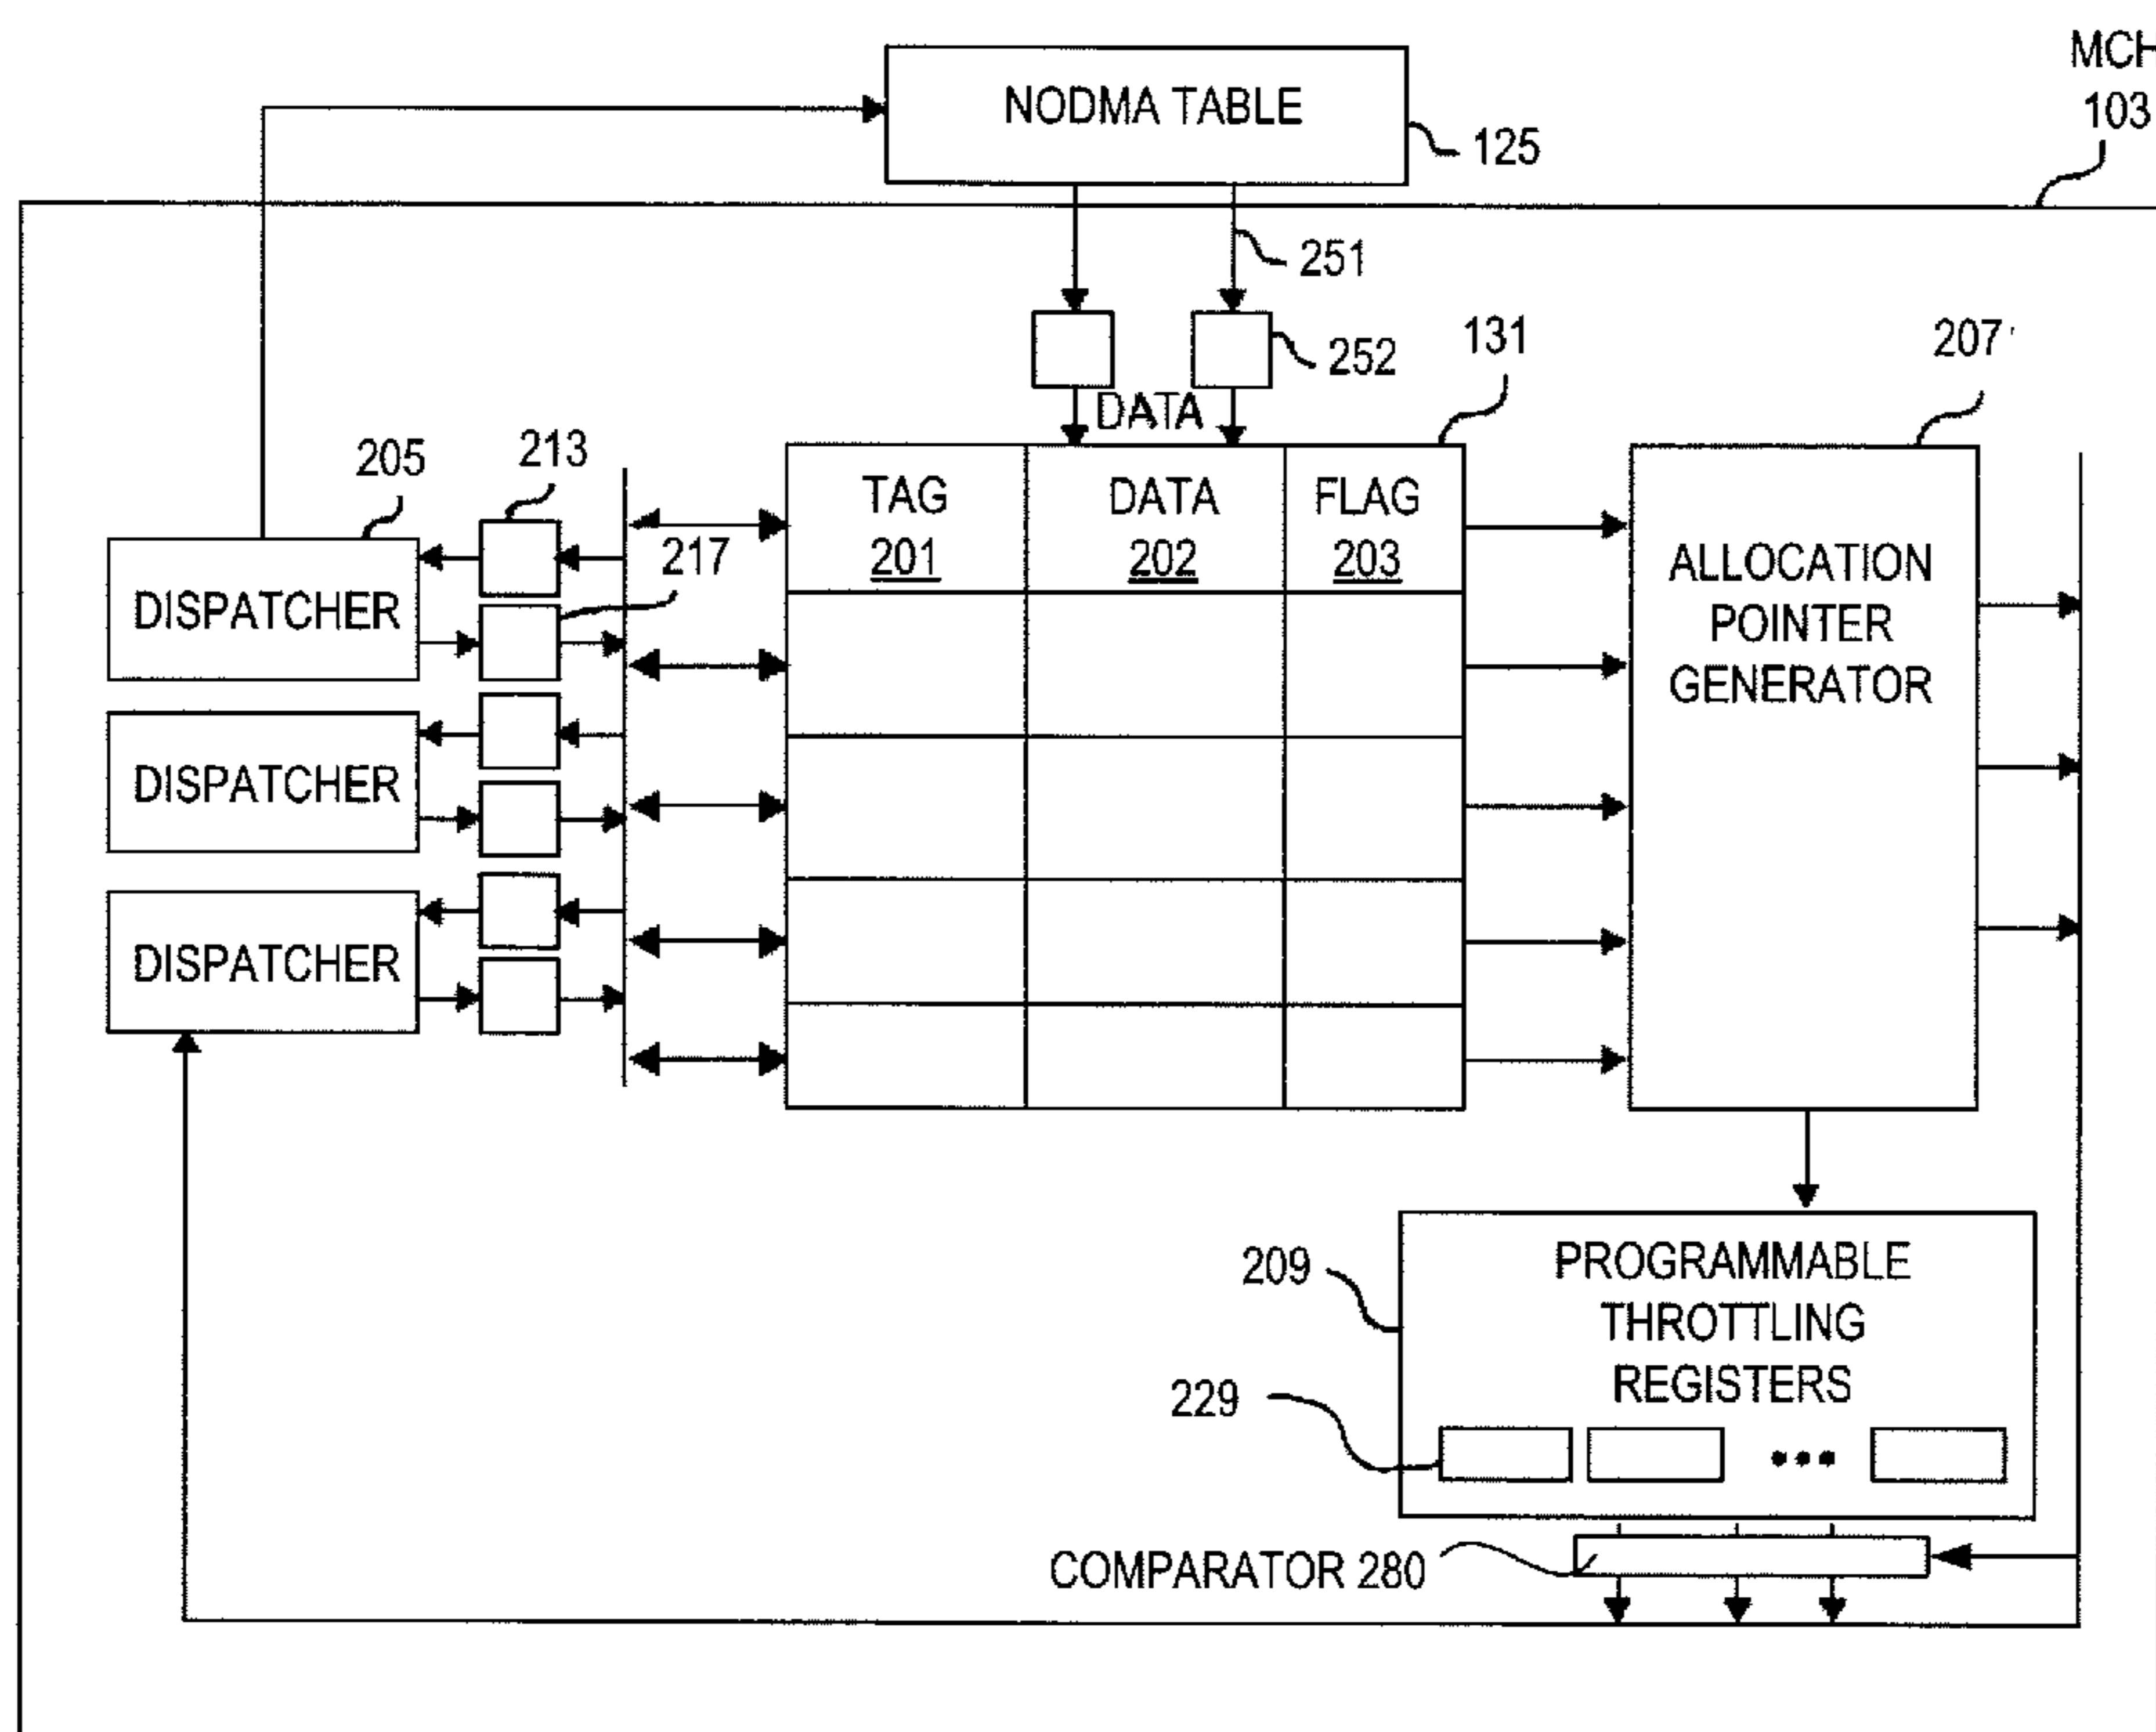 MCH
103
NODMA TABLE
125
251
252
131
207
DATA
205
213
217
TAG
201
DATA
202
FLAG
203
DISPATCHER
DISPATCHER
DISPATCHER
ALLOCATION
POINTER
GENERATOR
209
PROGRAMMABLE
THROTTLING
REGISTERS
229
COMPARATOR 280